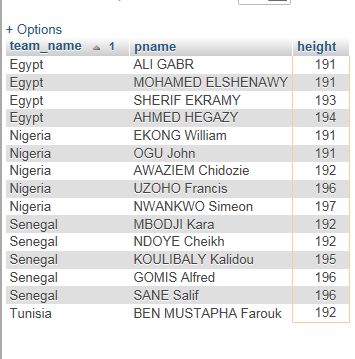 + Options
team_name 1 pname height
Egypt ALI GABR 191
Egypt MOHAMED ELSHENAWY 191
Egypt SHERIF EKRAMY 193
Egypt AHMED HEGAZY 194
Nigeria EKONG William 191
Nigeria OGU John 191
Nigeria AWAZIEM Chidozie 192
Nigeria UZOHO Francis 196
Nigeria NWANKWO Simeon 197
Senegal MBODJI Kara 192
Senegal NDOYE Cheikh 192
Senegal KOULIBALY Kalidou 195
Senegal GOMIS Alfred 196
Senegal SANE Salif 196
Tunisia BEN MUSTAPHA Farouk 192